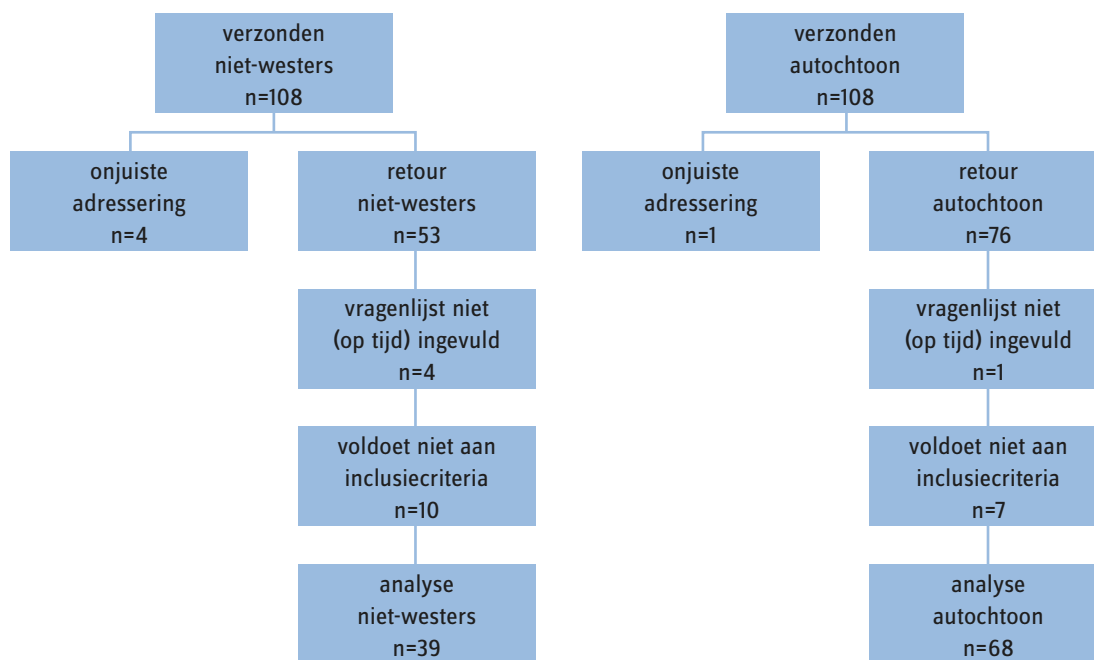 verzonden
niet-westers
n=108
onjuiste
adressering
n=4
retour
niet-westers
n=53
vragenlijst niet
(op tijd) ingevuld
n=4
voldoet niet aan
inclusiecriteria
n=10
analyse
niet-westers
n=39
verzonden
autochtoon
n=108
onjuiste
adressering
n=1
retour
autochtoon
n=76
vragenlijst niet
(op tijd) ingevuld
n=1
voldoet niet aan
inclusiecriteria
n=7
analyse
autochtoon
n=68